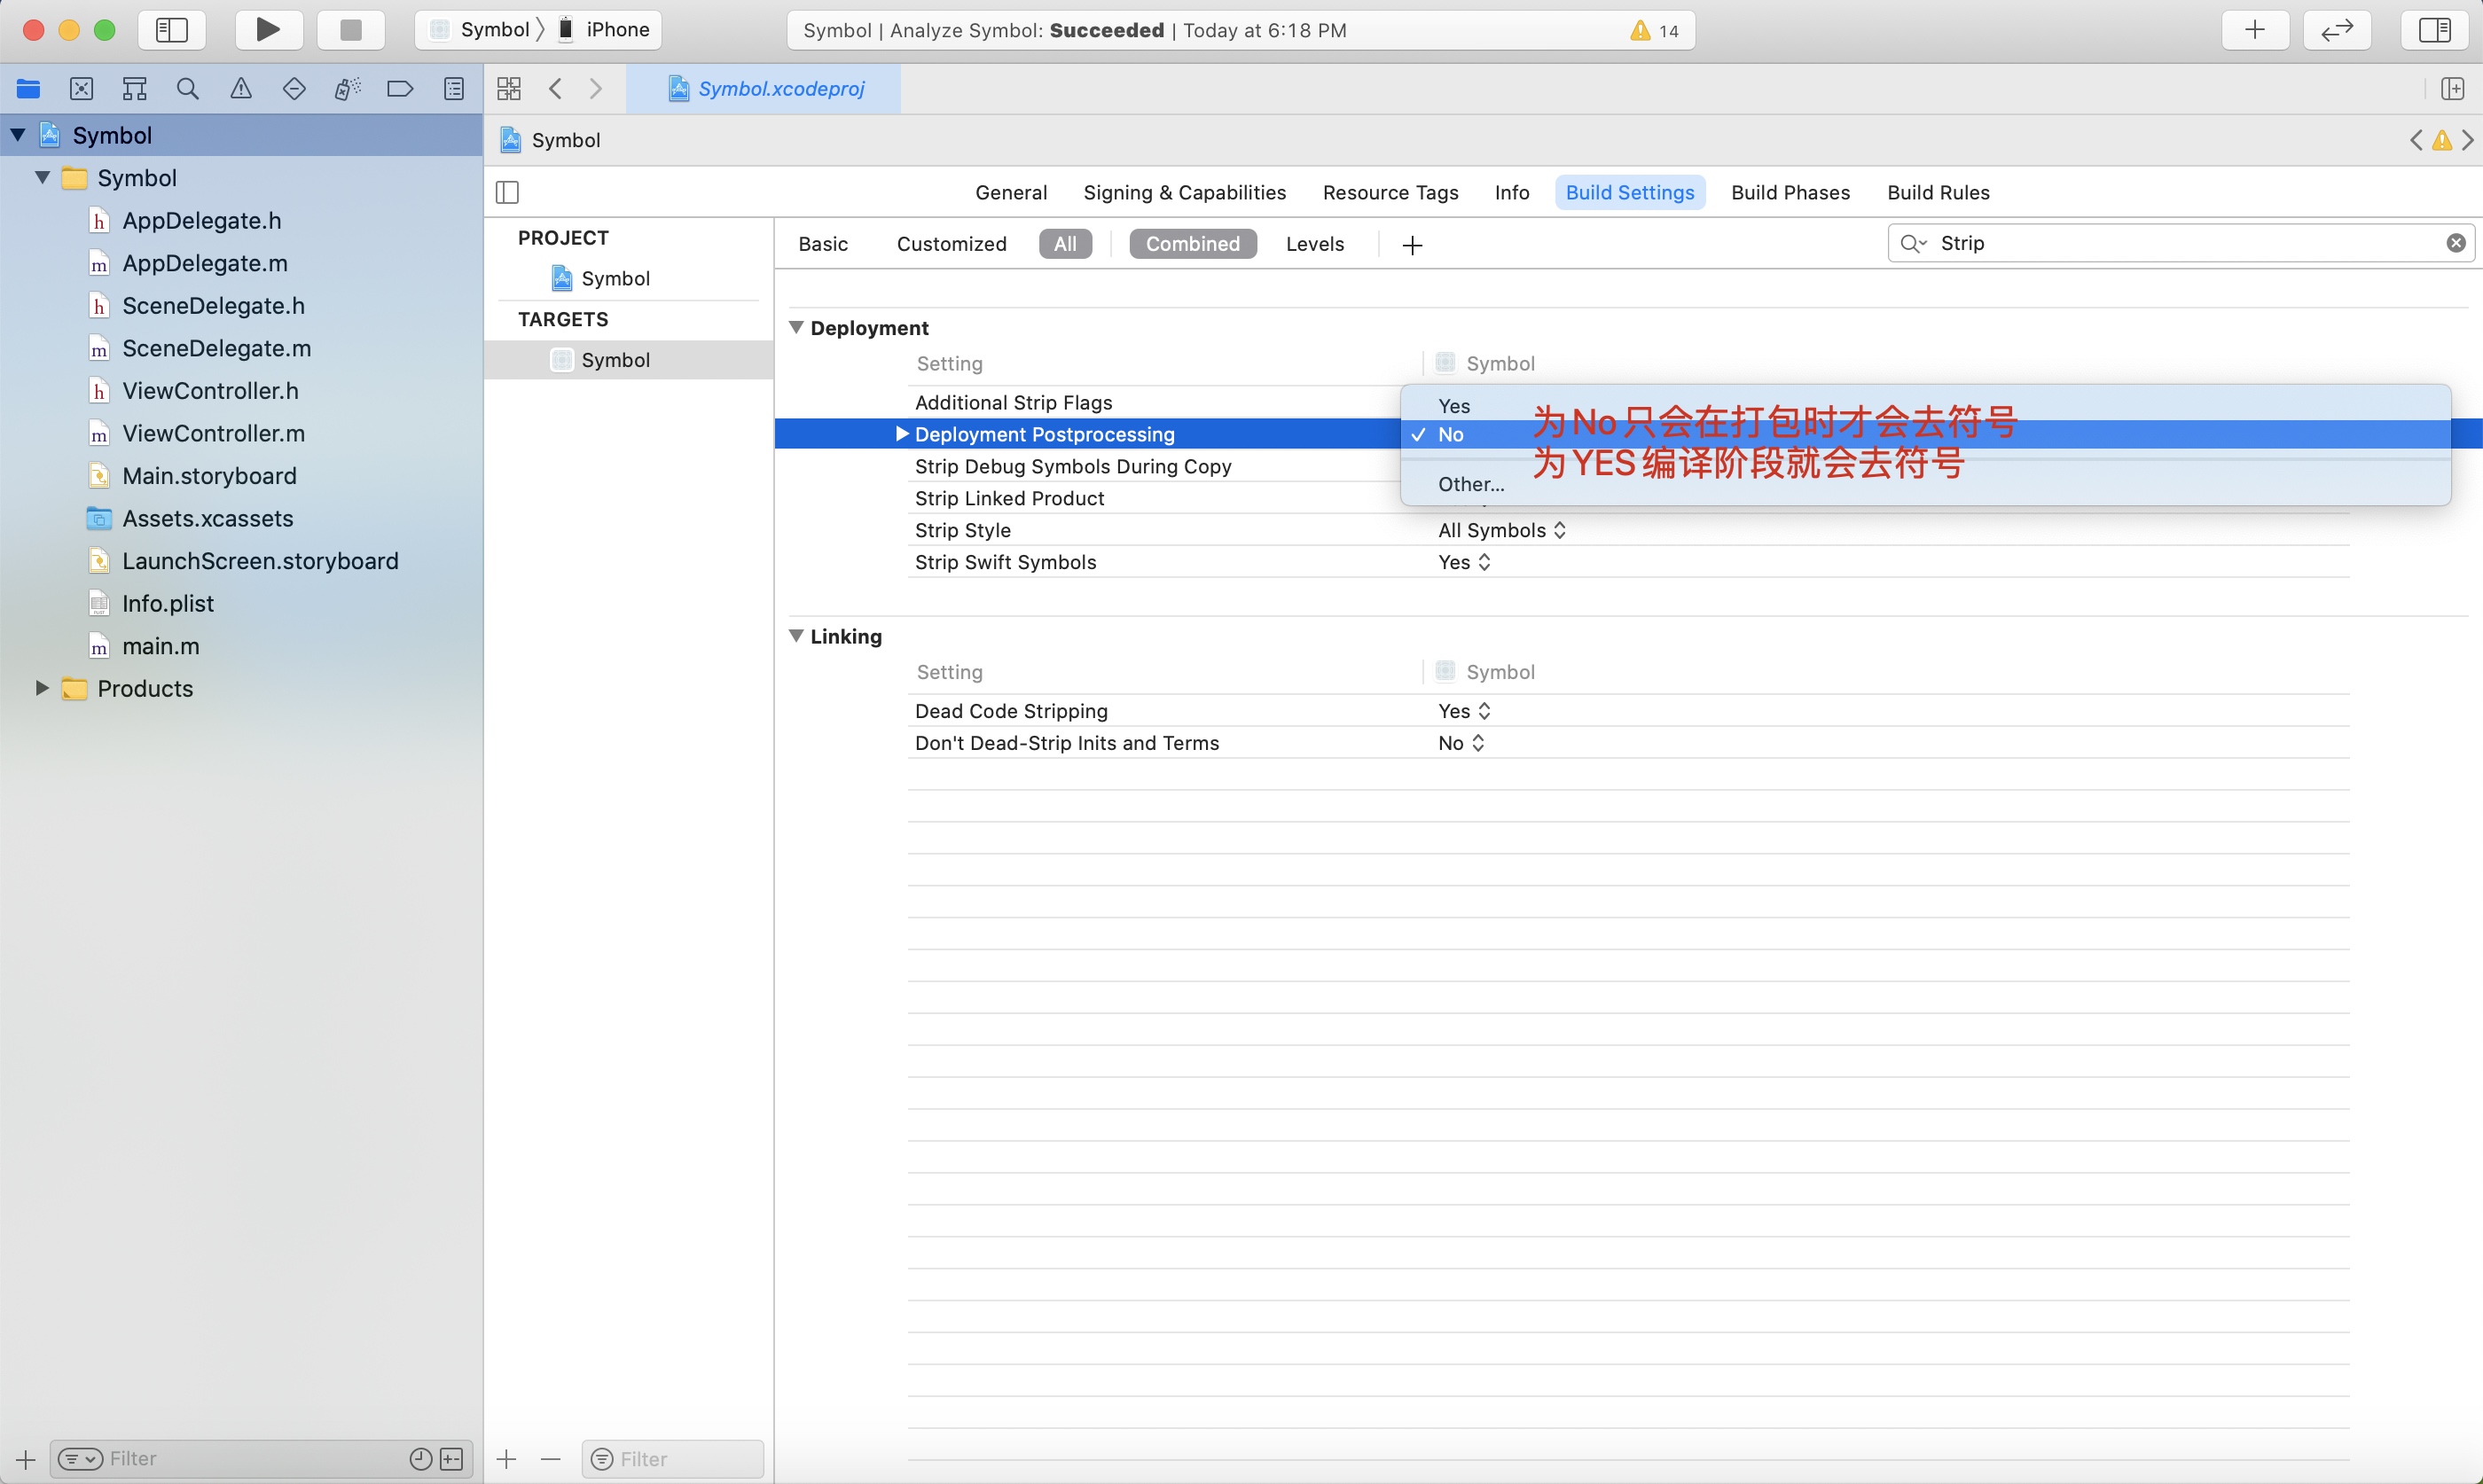 Symbol 〉 iPhone
Symbol | Analyze Symbol: Succeeded | Today at 6:18 PM
14
Symbol.xcodeproj
Symbol
Symbol
AppDelegate.h
AppDelegate.m
SceneDelegate.h
SceneDelegate.m
ViewController.h
ViewController.m
Main.storyboard
Assets.xcassets
LaunchScreen.storyboard
Info.plist
main.m
Products
Filter
Symbol
General Signing & Capabilities Resource Tags Info Build Settings Build Phases Build Rules
PROJECT
Symbol
TARGETS
Symbol
Filter
Basic Customized All Combined Levels
Strip
Deployment
Setting Symbol
Additional Strip Flags
Deployment Postprocessing
Strip Debug Symbols During Copy
Strip Linked Product
Strip Style All Symbols
Strip Swift Symbols Yes
Yes
No
Other...
为No只会在打包时才会去符号
为YES编译阶段就会去符号
Linking
Setting Symbol
Dead Code Stripping Yes
Don't Dead-Strip Inits and Terms No